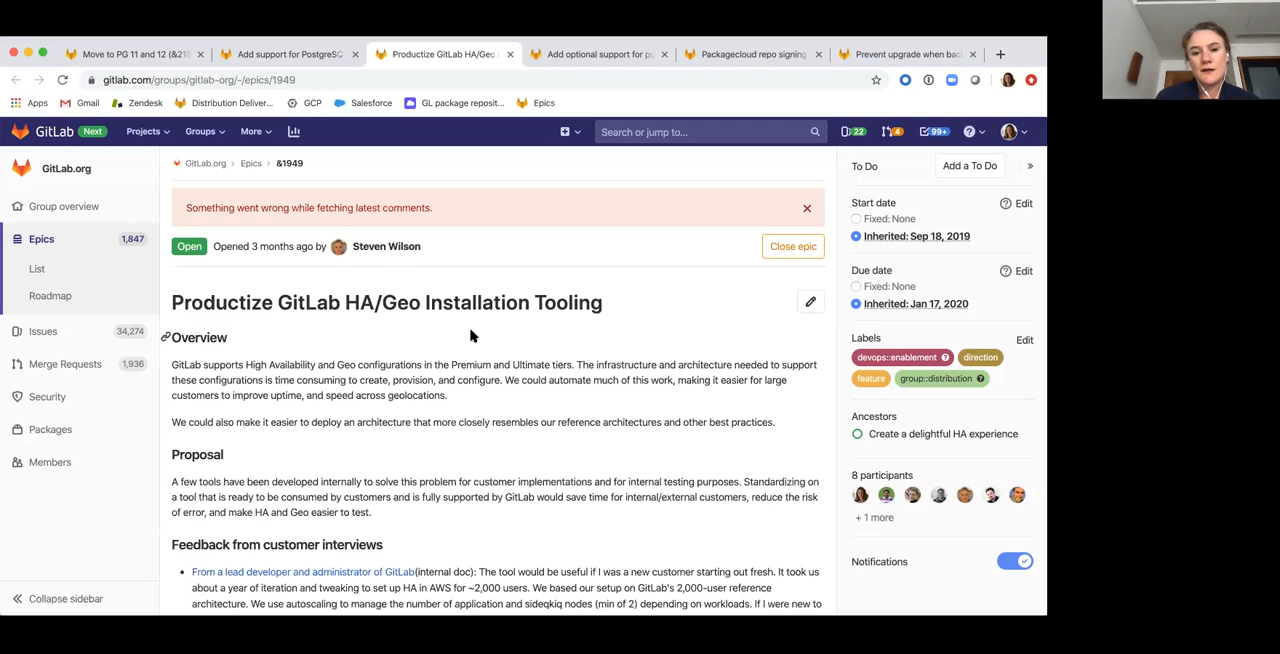 Move to PG 11 and 12 (&218
Add support for PostgreSQ
Productize GitLab HA/Geo
Add optional support for pu
Packagecloud repo signing
Prevent upgrade when bac
gitlab.com/groups/gitlab-org/-/epics/1949
Apps
Gmail
Zendesk
Distribution Deliver...
GCP
Salesforce
GL package reposit...
Epics
GitLab
Next
Projects
Groups
More
Search or jump to...
22
4
99+
GitLab.org
Group overview
Epics
1,847
List
Roadmap
Issues
34,274
Merge Requests
1,936
Security
Packages
Members
Collapse sidebar
GitLab.org > Epics > &1949
Something went wrong while fetching latest comments.
Open
Opened 3 months ago by Steven Wilson
Close epic
Productize GitLab HA/Geo Installation Tooling
Overview
GitLab supports High Availability and Geo configurations in the Premium and Ultimate tiers. The infrastructure and architecture needed to support
these configurations is time consuming to create, provision, and configure. We could automate much of this work, making it easier for large
customers to improve uptime, and speed across geolocations.
We could also make it easier to deploy an architecture that more closely resembles our reference architectures and other best practices.
Proposal
A few tools have been developed internally to solve this problem for customer implementations and for internal testing purposes. Standardizing on
a tool that is ready to be consumed by customers and is fully supported by GitLab would save time for internal/external customers, reduce the risk
of error, and make HA and Geo easier to test.
Feedback from customer interviews
• From a lead developer and administrator of GitLab(internal doc): The tool would be useful if I was a new customer starting out fresh. It took us
about a year of iteration and tweaking to set up HA in AWS for ~2,000 users. We based our setup on GitLab's 2,000-user reference
architecture. We use autoscaling to manage the number of application and sideqkiq nodes (min of 2) depending on workloads. If I were new to
To Do
Add a To Do
Start date
Edit
Fixed: None
Inherited: Sep 18, 2019
Due date
Edit
Fixed: None
Inherited: Jan 17, 2020
Labels
Edit
devops::enablement
direction
feature
group::distribution
Ancestors
Create a delightful HA experience
8 participants
+ 1 more
Notifications